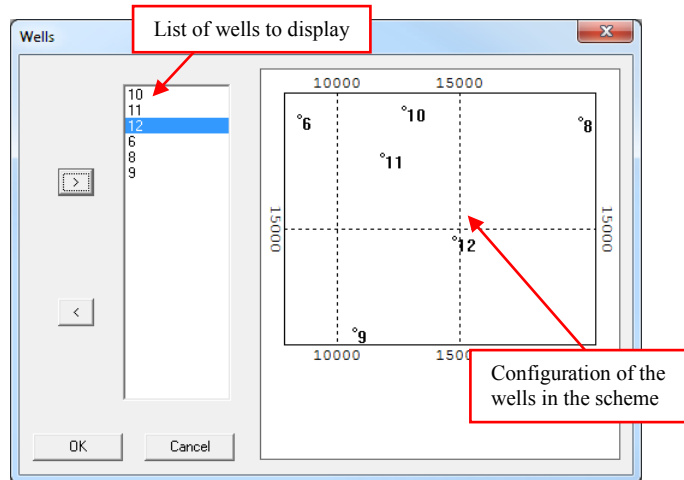 Wells
List of wells to display
10
11
12
6
8
9
>
<
OK
Cancel
10000 15000
6 10 8
11
15000 15000
12
9
10000 1500
Configuration of the
wells in the scheme